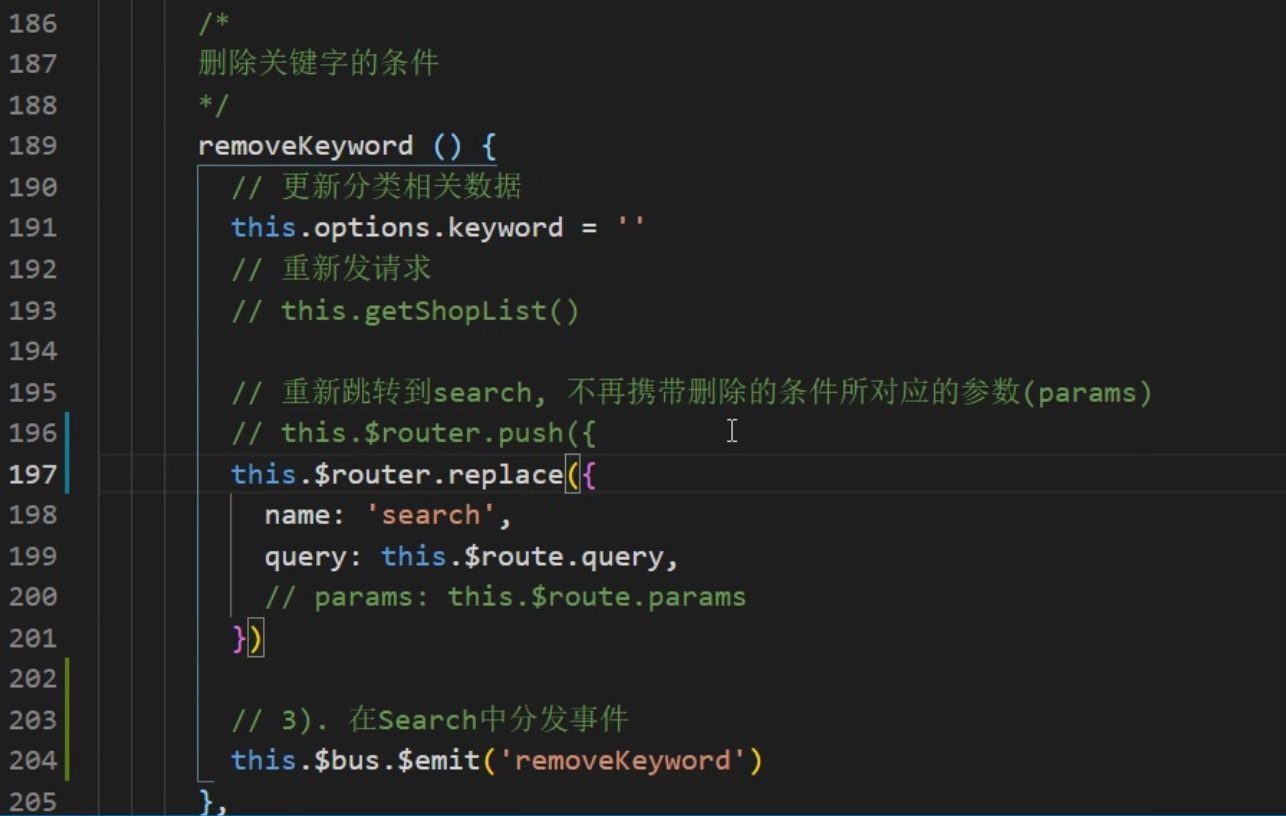 186 /*
187 删除关键字的条件
188 */
189 removeKeyword () {
190 // 更新分类相关数据
191 this.options.keyword = ''
192 // 重新发请求
193 // this.getShopList()
194
195 // 重新跳转到search, 不再携带删除的条件所对应的参数(params)
196 // this.$router.push({
197 this.$router.replace({
198 name: 'search',
199 query: this.$route.query,
200 // params: this.$route.params
201 })
202
203 // 3). 在Search中分发事件
204 this.$bus.$emit('removeKeyword')
205 },